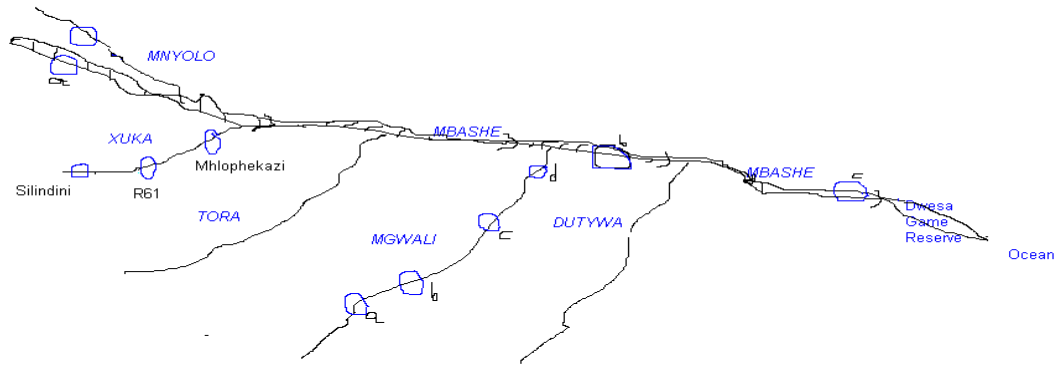 MNYOLO
a
XUKA
Mhlophekazi
Silindini
R61
MBASHE
b
TORA
d
MGWALI
c
DUTYWA
b
a
MBASHE
c
Dwesa
Game
Reserve
Ocean